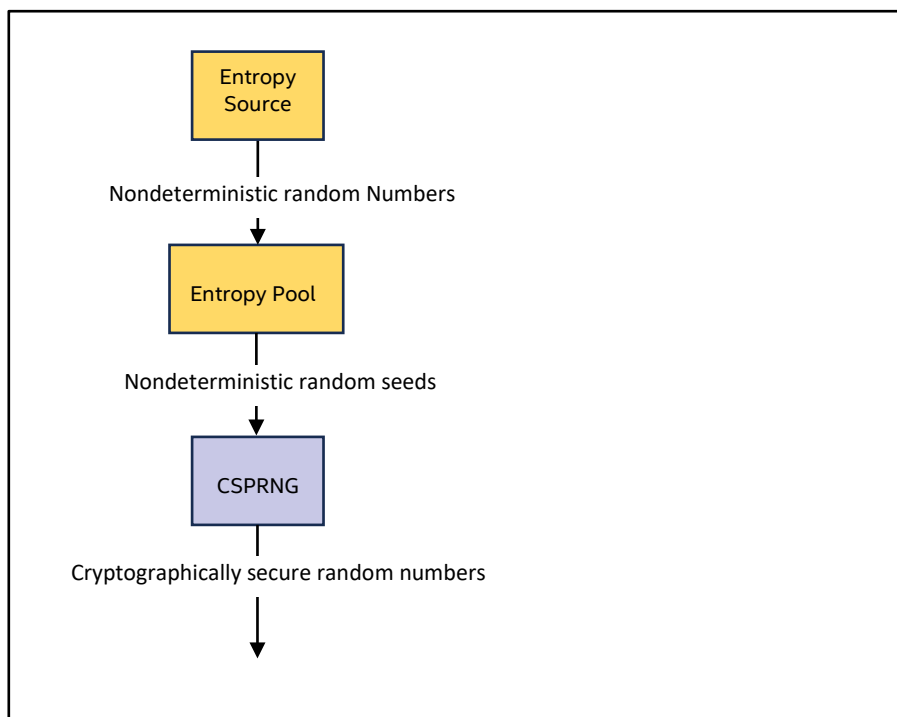 Entropy
Source
Nondeterministic random Numbers
Entropy Pool
Nondeterministic random seeds
CSPRNG
Cryptographically secure random numbers